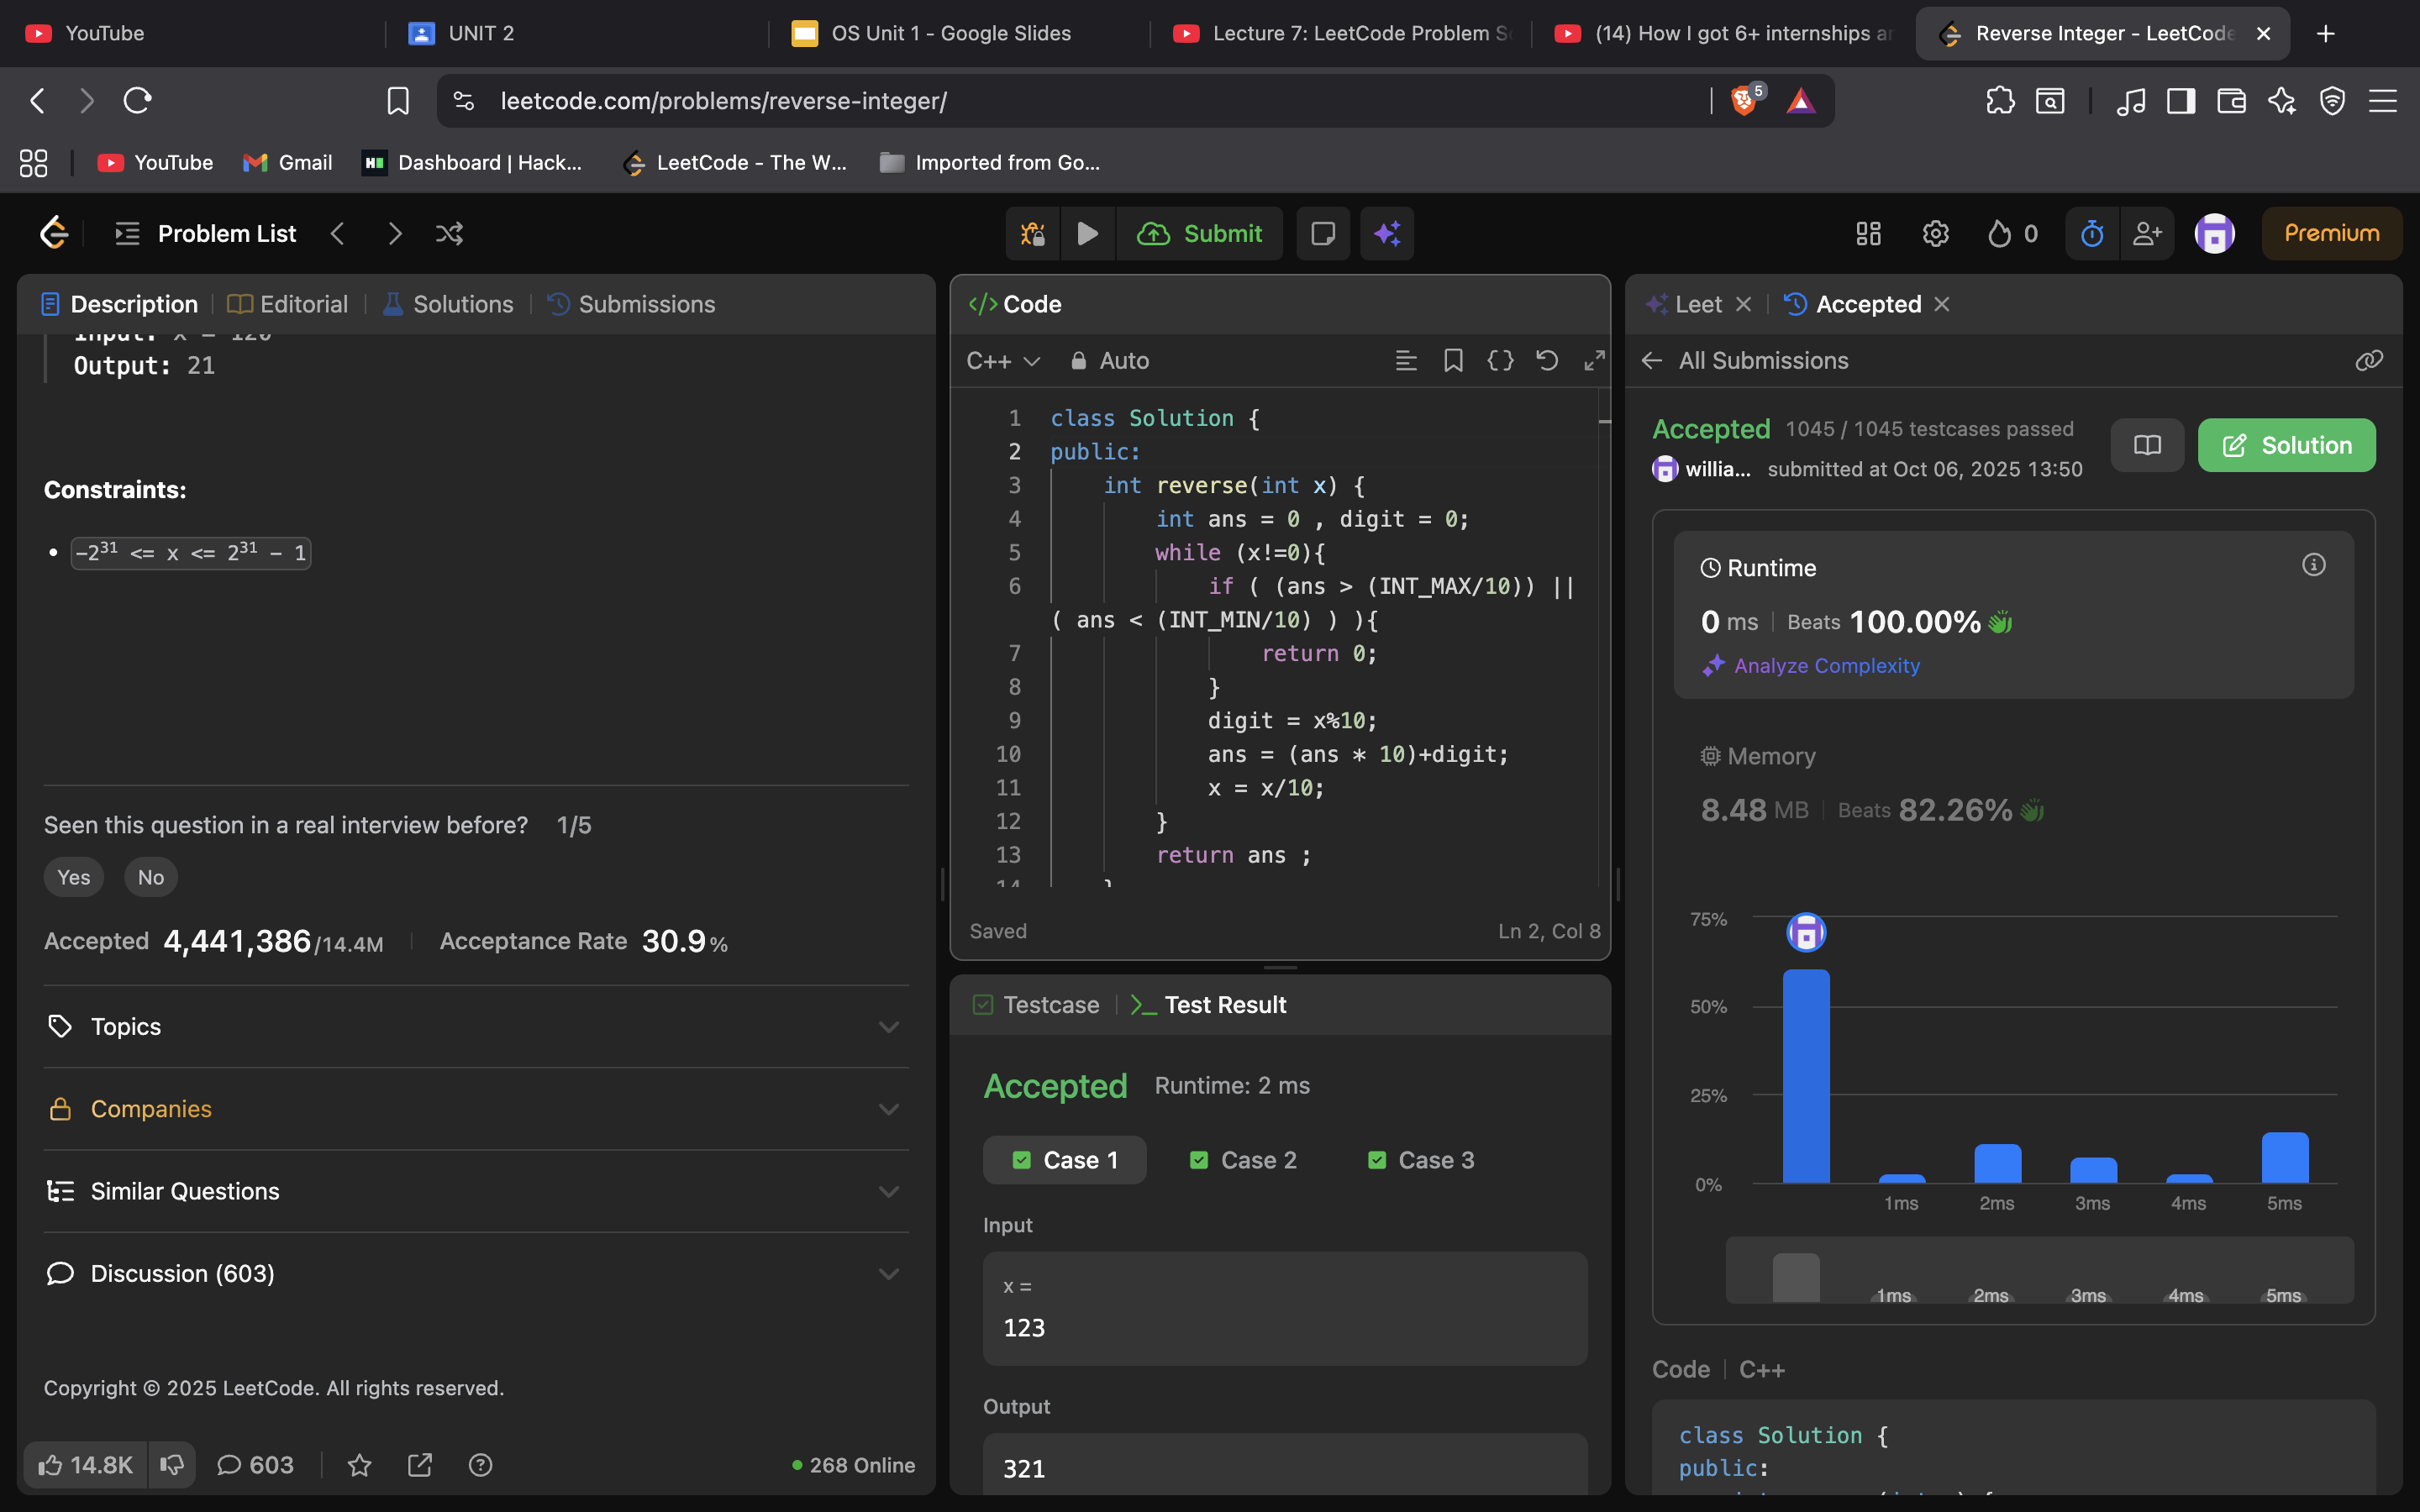 YouTube
UNIT 2
OS Unit 1 - Google Slides
Lecture 7: LeetCode Problem S
(14) How I got 6+ internships a
Reverse Integer - LeetCode
leetcode.com/problems/reverse-integer/
5
YouTube
Gmail
Dashboard | Hack...
LeetCode - The W...
Imported from Go...
Problem List
Submit
0
Premium
Description
Editorial
Solutions
Submissions
Input: x = 120
Output: 21
Constraints:
• -2^31 <= x <= 2^31 - 1
Seen this question in a real interview before? 1/5
Yes
No
Accepted 4,441,386/14.4M
Acceptance Rate 30.9%
Topics
Companies
Similar Questions
Discussion (603)
Copyright © 2025 LeetCode. All rights reserved.
14.8K
603
268 Online
</> Code
C++
Auto
1 class Solution {
2 public:
3 int reverse(int x) {
4 int ans = 0 , digit = 0;
5 while (x!=0){
6 if ( (ans > (INT_MAX/10)) ||
( ans < (INT_MIN/10) ) ){
7 return 0;
8 }
9 digit = x%10;
10 ans = (ans * 10)+digit;
11 x = x/10;
12 }
13 return ans ;
14 }
Saved
Ln 2, Col 8
Testcase
Test Result
Accepted Runtime: 2 ms
Case 1
Case 2
Case 3
Input
x =
123
Output
321
Leet
Accepted
All Submissions
Accepted 1045 / 1045 testcases passed
willia... submitted at Oct 06, 2025 13:50
Solution
Runtime
0 ms
Beats 100.00%
Analyze Complexity
Memory
8.48 MB
Beats 82.26%
75%
50%
25%
0%
1ms
2ms
3ms
4ms
5ms
1ms
2ms
3ms
4ms
5ms
Code
C++
class Solution {
public: